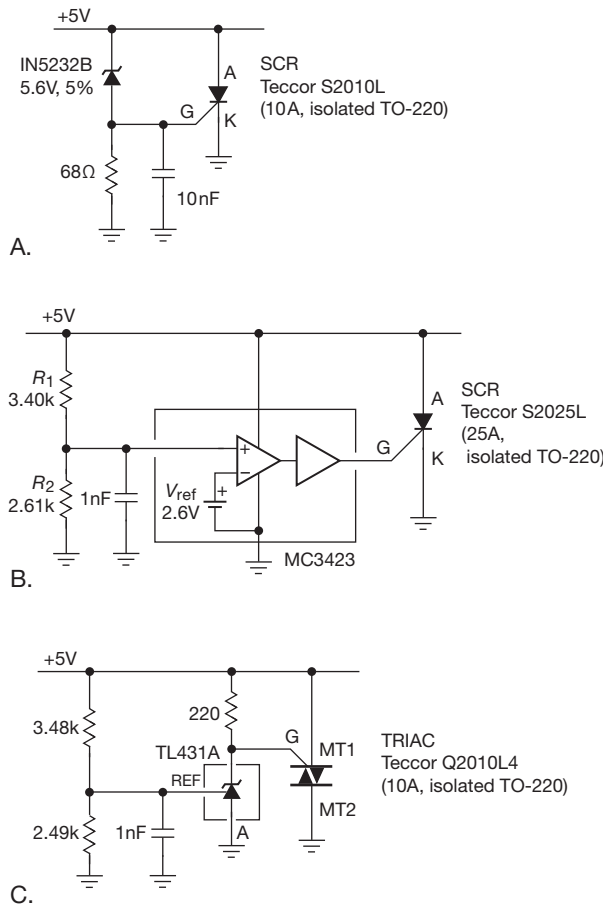 +5V
IN5232B
5.6V, 5%
A
G
K
SCR
Teccor S2010L
(10A, isolated TO-220)
68Ω
10nF
A.
+5V
R1
3.40k
R2
2.61k
1nF
+
−
+
Vref
2.6V
MC3423
G
A
K
SCR
Teccor S2025L
(25A,
isolated TO-220)
B.
+5V
3.48k
2.49k
1nF
220
TL431A
REF
A
G
MT1
MT2
TRIAC
Teccor Q2010L4
(10A, isolated TO-220)
C.